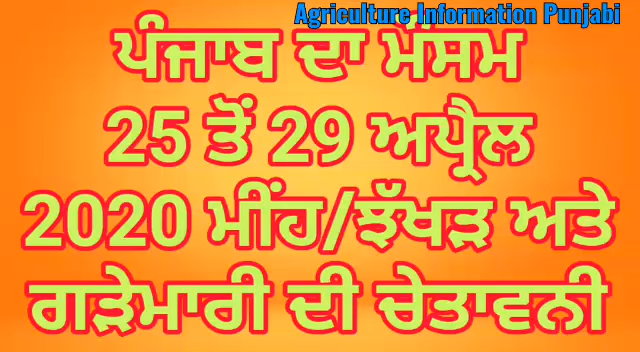 Agriculture Information Punjabi
ਪੰਜਾਬ ਦਾ ਮੌਸਮ
25 ਤੋਂ 29 ਅਪ੍ਰੈਲ
2020 ਮੀਂਹ/ਝੱਖੜ ਅਤੇ
ਗੜੇਮਾਰੀ ਦੀ ਚੇਤਾਵਨੀ